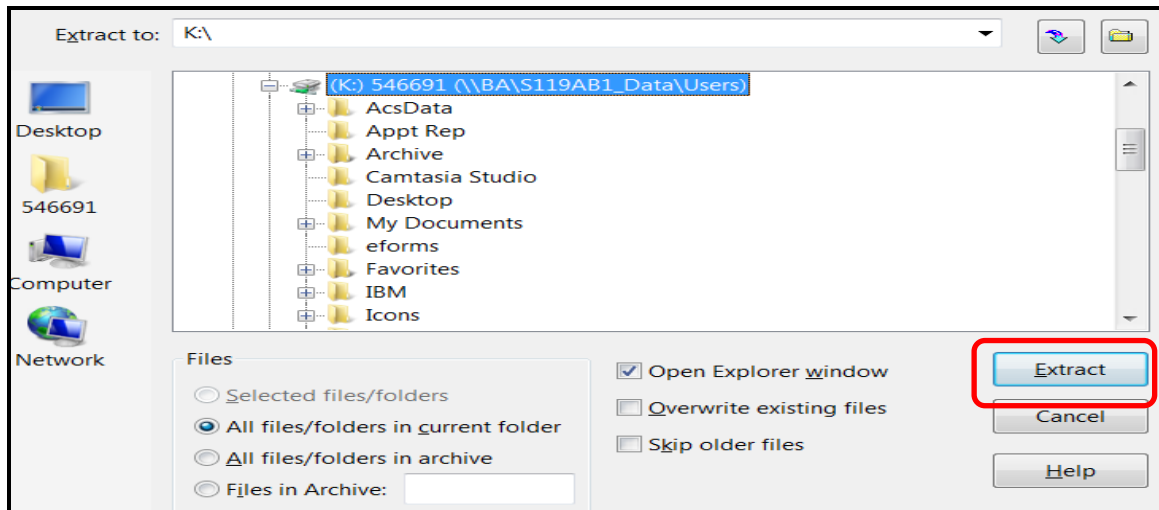 Extract to: K:\
Desktop
546691
Computer
Network
(K:) 546691 (\\BA\S119AB1_Data\Users)
AcsData
Appt Rep
Archive
Camtasia Studio
Desktop
My Documents
eforms
Favorites
IBM
Icons
Files
Selected files/folders
All files/folders in current folder
All files/folders in archive
Files in Archive:
Open Explorer window
Overwrite existing files
Skip older files
Extract
Cancel
Help